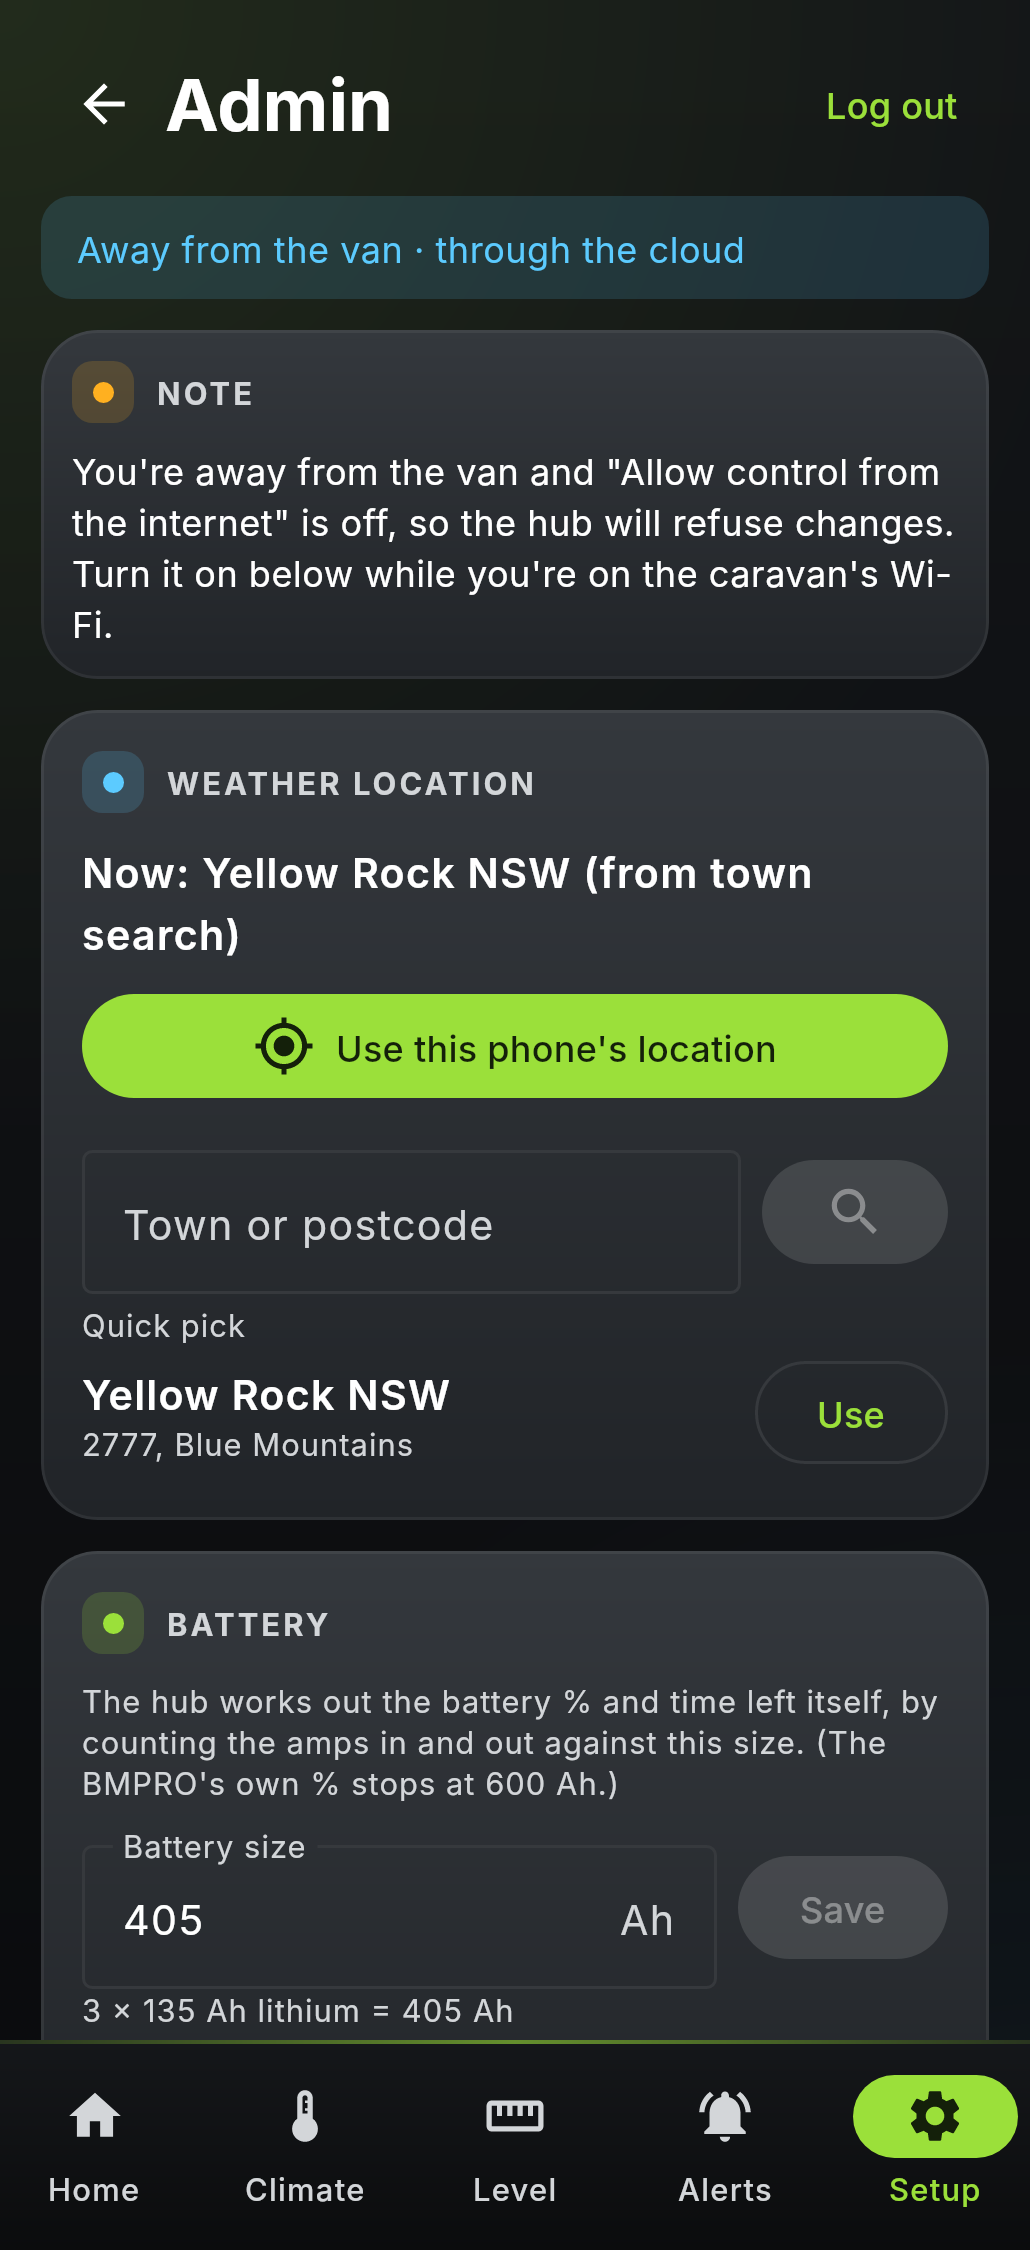 Admin
Log out
Away from the van · through the cloud
NOTE
You're away from the van and "Allow control from
the internet" is off, so the hub will refuse changes.
Turn it on below while you're on the caravan's Wi-
Fi.
WEATHER LOCATION
Now: Yellow Rock NSW (from town
search)
Use this phone's location
Town or postcode
Quick pick
Yellow Rock NSW
2777, Blue Mountains
Use
BATTERY
The hub works out the battery % and time left itself, by
counting the amps in and out against this size. (The
BMPRO's own % stops at 600 Ah.)
Battery size
405 Ah
Save
3 × 135 Ah lithium = 405 Ah
Home
Climate
Level
Alerts
Setup